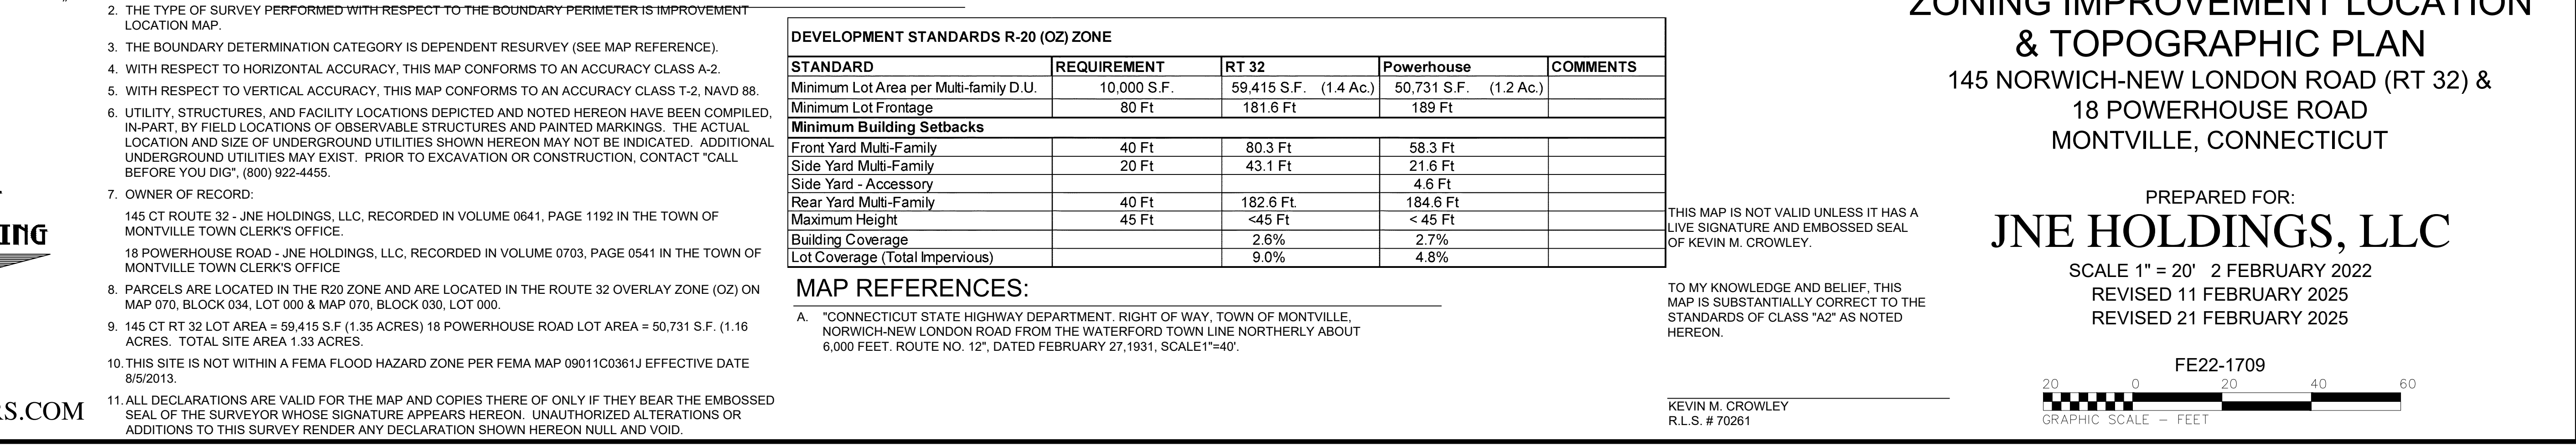 2. THE TYPE OF SURVEY PERFORMED WITH RESPECT TO THE BOUNDARY PERIMETER IS IMPROVEMENT
LOCATION MAP.
3. THE BOUNDARY DETERMINATION CATEGORY IS DEPENDENT RESURVEY (SEE MAP REFERENCE).
4. WITH RESPECT TO HORIZONTAL ACCURACY, THIS MAP CONFORMS TO AN ACCURACY CLASS A-2.
5. WITH RESPECT TO VERTICAL ACCURACY, THIS MAP CONFORMS TO AN ACCURACY CLASS T-2, NAVD 88.
6. UTILITY, STRUCTURES, AND FACILITY LOCATIONS DEPICTED AND NOTED HEREON HAVE BEEN COMPILED,
IN-PART, BY FIELD LOCATIONS OF OBSERVABLE STRUCTURES AND PAINTED MARKINGS. THE ACTUAL
LOCATION AND SIZE OF UNDERGROUND UTILITIES SHOWN HEREON MAY NOT BE INDICATED. ADDITIONAL
UNDERGROUND UTILITIES MAY EXIST. PRIOR TO EXCAVATION OR CONSTRUCTION, CONTACT "CALL
BEFORE YOU DIG", (800) 922-4455.
7. OWNER OF RECORD:
145 CT ROUTE 32 - JNE HOLDINGS, LLC, RECORDED IN VOLUME 0641, PAGE 1192 IN THE TOWN OF
MONTVILLE TOWN CLERK'S OFFICE.
18 POWERHOUSE ROAD - JNE HOLDINGS, LLC, RECORDED IN VOLUME 0703, PAGE 0541 IN THE TOWN OF
MONTVILLE TOWN CLERK'S OFFICE
8. PARCELS ARE LOCATED IN THE R20 ZONE AND ARE LOCATED IN THE ROUTE 32 OVERLAY ZONE (OZ) ON
MAP 070, BLOCK 034, LOT 000 & MAP 070, BLOCK 030, LOT 000.
9. 145 CT RT 32 LOT AREA = 59,415 S.F (1.35 ACRES) 18 POWERHOUSE ROAD LOT AREA = 50,731 S.F. (1.16
ACRES. TOTAL SITE AREA 1.33 ACRES.
10. THIS SITE IS NOT WITHIN A FEMA FLOOD HAZARD ZONE PER FEMA MAP 09011C0361J EFFECTIVE DATE
8/5/2013.
11. ALL DECLARATIONS ARE VALID FOR THE MAP AND COPIES THERE OF ONLY IF THEY BEAR THE EMBOSSED
SEAL OF THE SURVEYOR WHOSE SIGNATURE APPEARS HEREON. UNAUTHORIZED ALTERATIONS OR
ADDITIONS TO THIS SURVEY RENDER ANY DECLARATION SHOWN HEREON NULL AND VOID.
ING
RS.COM
DEVELOPMENT STANDARDS R-20 (OZ) ZONE
STANDARD REQUIREMENT RT 32 Powerhouse COMMENTS
Minimum Lot Area per Multi-family D.U. 10,000 S.F. 59,415 S.F. (1.4 Ac.) 50,731 S.F. (1.2 Ac.)
Minimum Lot Frontage 80 Ft 181.6 Ft 189 Ft
Minimum Building Setbacks
Front Yard Multi-Family 40 Ft 80.3 Ft 58.3 Ft
Side Yard Multi-Family 20 Ft 43.1 Ft 21.6 Ft
Side Yard - Accessory 4.6 Ft
Rear Yard Multi-Family 40 Ft 182.6 Ft. 184.6 Ft
Maximum Height 45 Ft <45 Ft < 45 Ft
Building Coverage 2.6% 2.7%
Lot Coverage (Total Impervious) 9.0% 4.8%
MAP REFERENCES:
A. "CONNECTICUT STATE HIGHWAY DEPARTMENT. RIGHT OF WAY, TOWN OF MONTVILLE,
NORWICH-NEW LONDON ROAD FROM THE WATERFORD TOWN LINE NORTHERLY ABOUT
6,000 FEET. ROUTE NO. 12", DATED FEBRUARY 27,1931, SCALE1"=40'.
THIS MAP IS NOT VALID UNLESS IT HAS A
LIVE SIGNATURE AND EMBOSSED SEAL
OF KEVIN M. CROWLEY.
TO MY KNOWLEDGE AND BELIEF, THIS
MAP IS SUBSTANTIALLY CORRECT TO THE
STANDARDS OF CLASS "A2" AS NOTED
HEREON.
KEVIN M. CROWLEY
R.L.S. # 70261
ZONING IMPROVEMENT LOCATION
& TOPOGRAPHIC PLAN
145 NORWICH-NEW LONDON ROAD (RT 32) &
18 POWERHOUSE ROAD
MONTVILLE, CONNECTICUT
PREPARED FOR:
JNE HOLDINGS, LLC
SCALE 1" = 20' 2 FEBRUARY 2022
REVISED 11 FEBRUARY 2025
REVISED 21 FEBRUARY 2025
FE22-1709
20 0 20 40 60
GRAPHIC SCALE - FEET